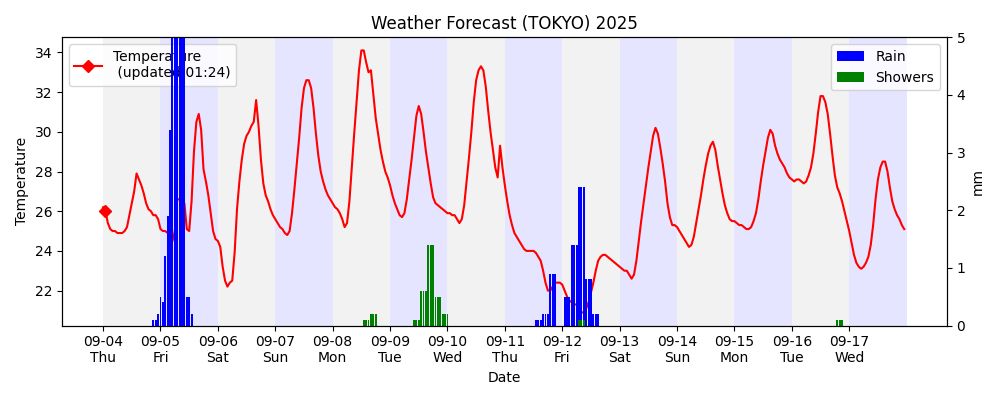 Weather Forecast (TOKYO) 2025
Temperature
(updated 01:24)
Rain
Showers
34
32
30
28
26
24
22
Temperature
5
4
3
2
1
0
mm
09-04 09-05 09-06 09-07 09-08 09-09 09-10 09-11 09-12 09-13 09-14 09-15 09-16 09-17
Thu Fri Sat Sun Mon Tue Wed Thu Fri Sat Sun Mon Tue Wed
Date